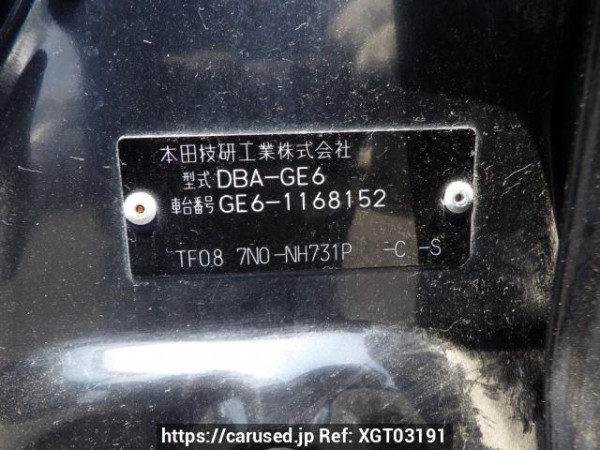 本田技研工業株式会社
型式 DBA-GE6
車台番号 GE6-1168152
TF08 7N0-NH731P -C -S
https://carused.jp Ref: XGT03191